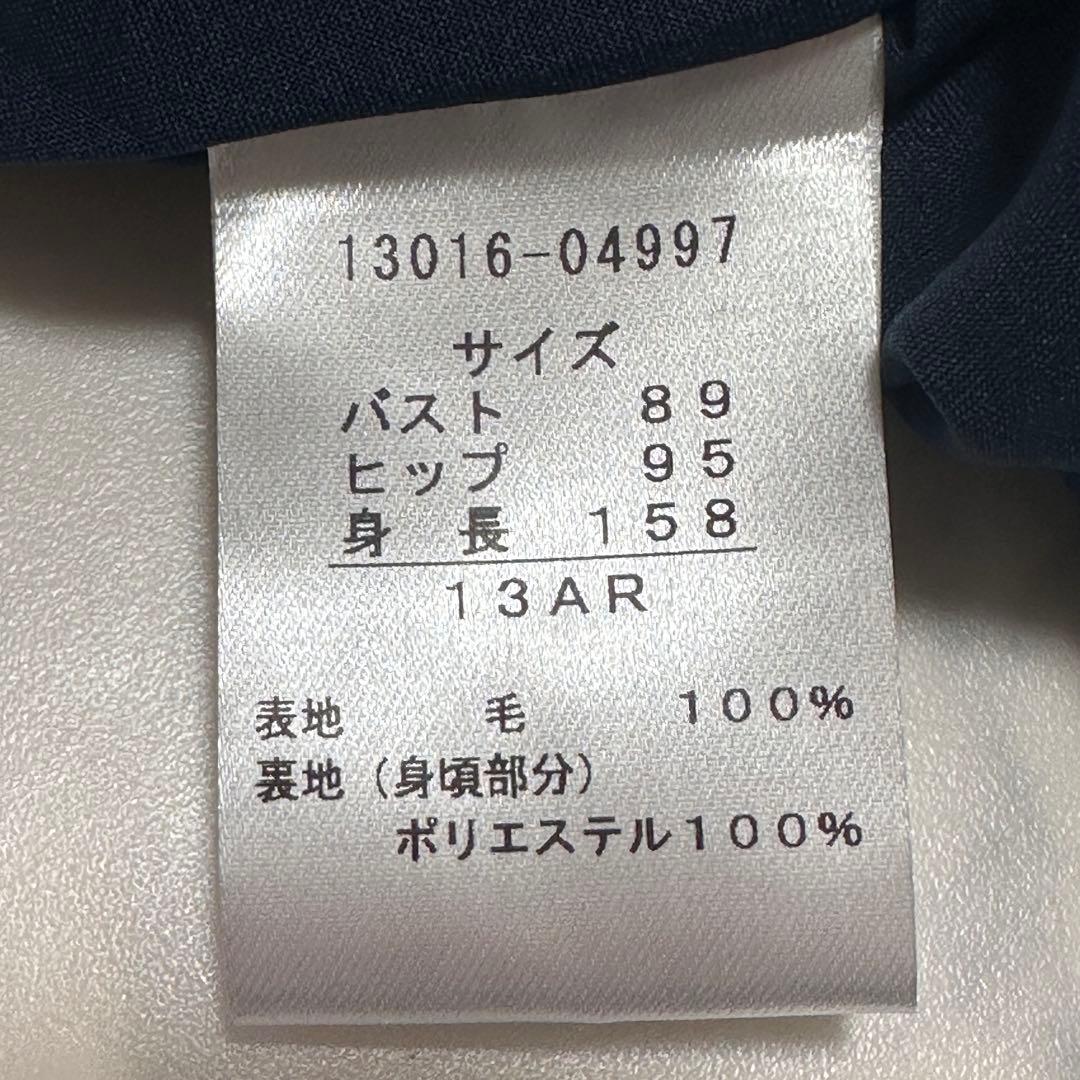 13016-04997
サイズ
バスト 89
ヒップ 95
身長 158
13AR
表地 毛 100%
裏地(身頃部分)
ポリエステル100%